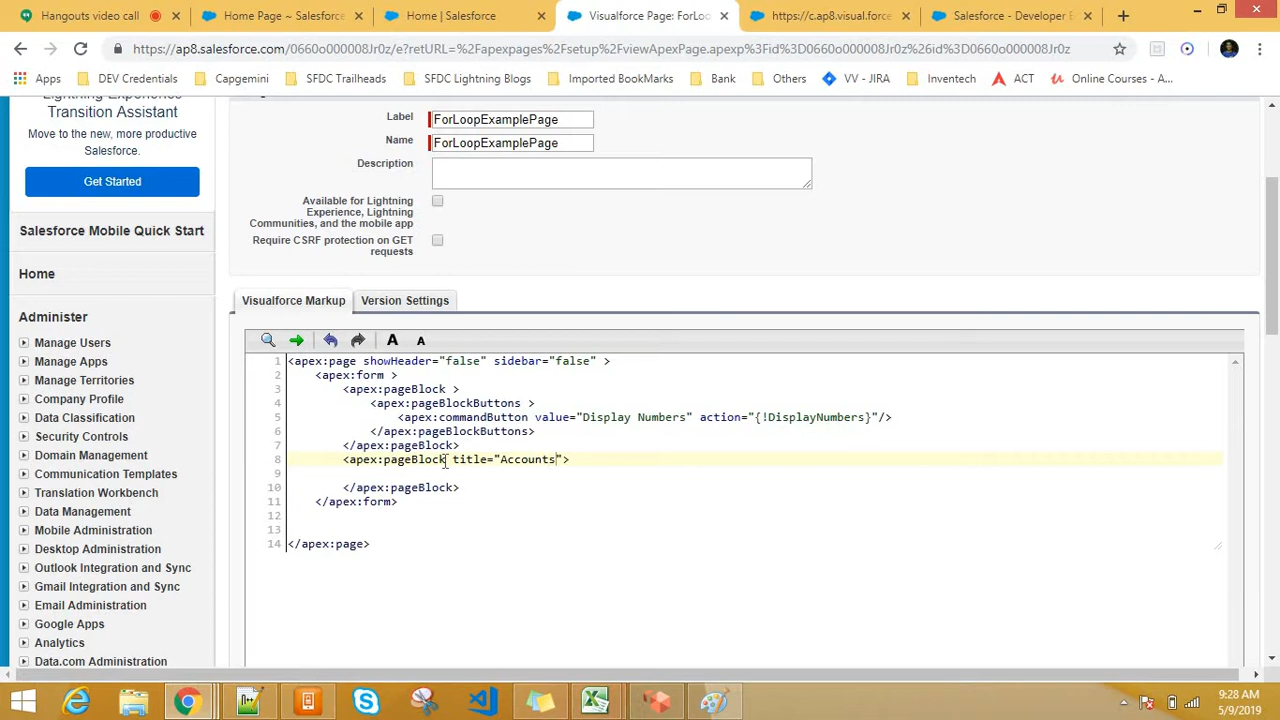 Hangouts video call
Home Page ~ Salesforce
Home | Salesforce
Visualforce Page: ForLoo
https://c.ap8.visual.force
Salesforce - Developer E
https://ap8.salesforce.com/0660o000008Jr0z/e?retURL=%2Fapexpages%2Fsetup%2FviewApexPage.apexp%3Fid%3D0660o000008Jr0z%26id%3D0660o000008Jr0z
Apps
DEV Credentials
Capgemini
SFDC Trailheads
SFDC Lightning Blogs
Imported BookMarks
Bank
Others
VV - JIRA
Inventech
ACT
Online Courses - A...
Lightning Experience
Transition Assistant
Move to the new, more productive
Salesforce.
Get Started
Salesforce Mobile Quick Start
Home
Administer
Manage Users
Manage Apps
Manage Territories
Company Profile
Data Classification
Security Controls
Domain Management
Communication Templates
Data Management
Mobile Administration
Desktop Administration
Outlook Integration and Sync
Gmail Integration and Sync
Email Administration
Google Apps
Analytics
Data.com Administration
Label ForLoopExamplePage
Name ForLoopExamplePage
Description
Available for Lightning
Experience, Lightning
Communities, and the mobile app
Require CSRF protection on GET
requests
Visualforce Markup
Version Settings
A A
1 <apex:page showHeader="false" sidebar="false" >
2 <apex:form >
3 <apex:pageBlock >
4 <apex:pageBlockButtons >
5 <apex:commandButton value="Display Numbers" action="{!DisplayNumbers}"/>
6 </apex:pageBlockButtons>
7 </apex:pageBlock>
8 <apex:pageBlock title="Accounts">
9
10 </apex:pageBlock>
11 </apex:form>
12
13
14 </apex:page>
9:28 AM
5/9/2019